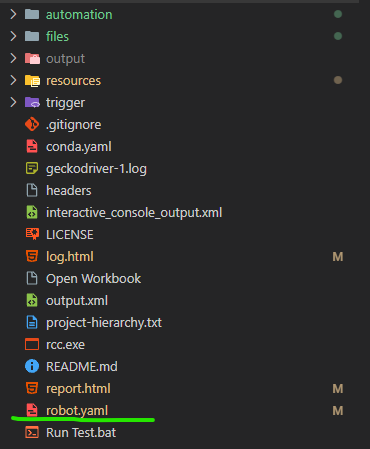 automation
files
output
resources
trigger
.gitignore
conda.yaml
geckodriver-1.log
headers
interactive_console_output.xml
LICENSE
log.html M
Open Workbook
output.xml
project-hierarchy.txt
rcc.exe
README.md
report.html M
robot.yaml M
Run Test.bat